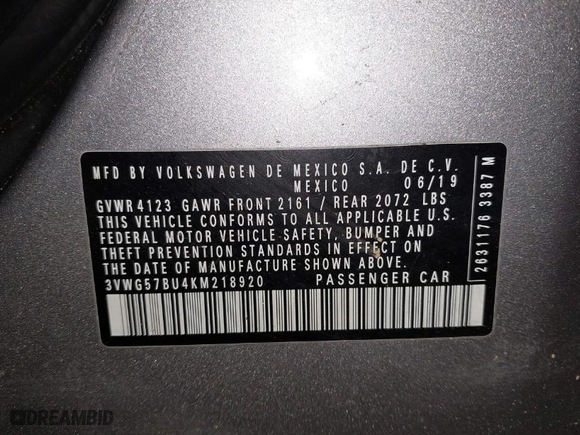 MFD BY VOLKSWAGEN DE MEXICO S.A. DE C.V.
MEXICO 06/19
GVWR 4123 GAWR FRONT 2161 / REAR 2072 LBS
THIS VEHICLE CONFORMS TO ALL APPLICABLE U.S.
FEDERAL MOTOR VEHICLE SAFETY, BUMPER AND
THEFT PREVENTION STANDARDS IN EFFECT ON
THE DATE OF MANUFACTURE SHOWN ABOVE.
3VWG57BU4KM218920 PASSENGER CAR
2631176 3387 M
DREAMBID